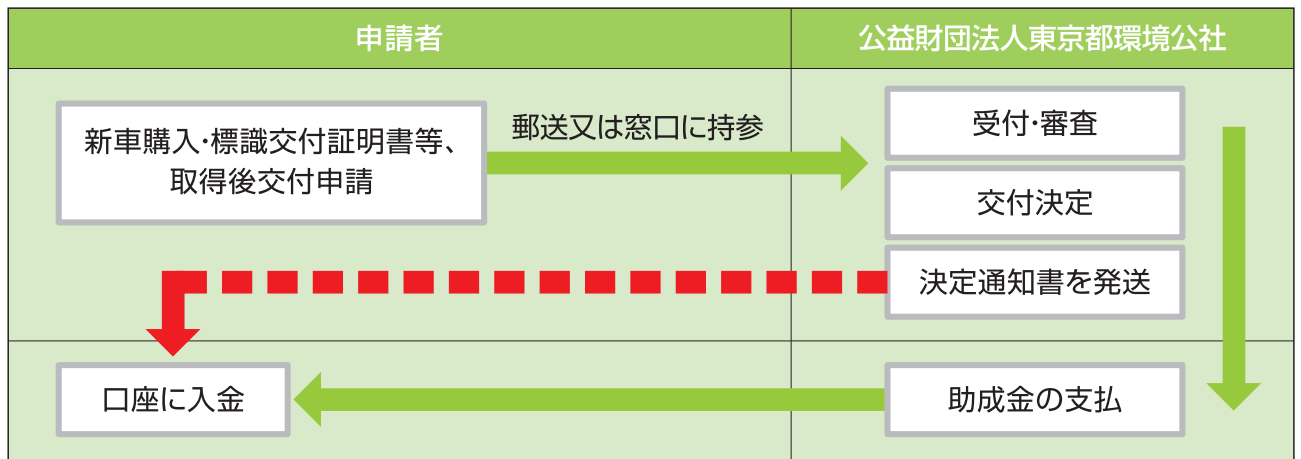 申請者
公益財団法人東京都環境公社
新車購入・標識交付証明書等、
取得後交付申請
郵送又は窓口に持参
受付・審査
交付決定
決定通知書を発送
口座に入金
助成金の支払